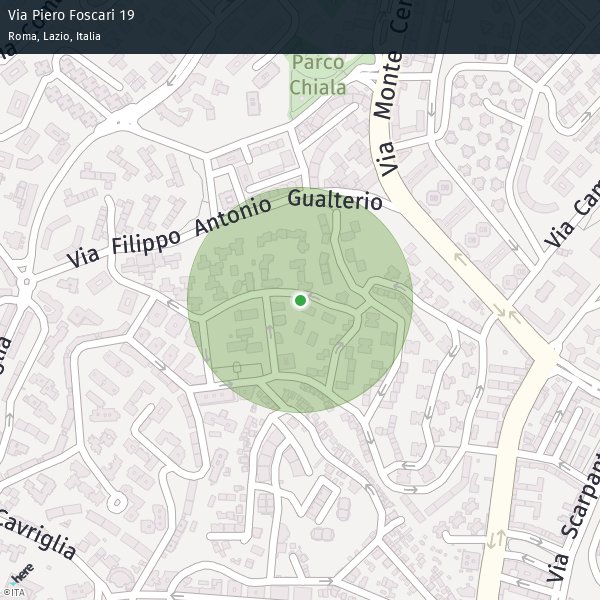 Via Piero Foscari 19
Roma, Lazio, Italia
Parco
Chiala
Via Monte Cer
Via Filippo Antonio Gualterio
Via Cam
Cavriglia
Via Scarpant
here
©ITA